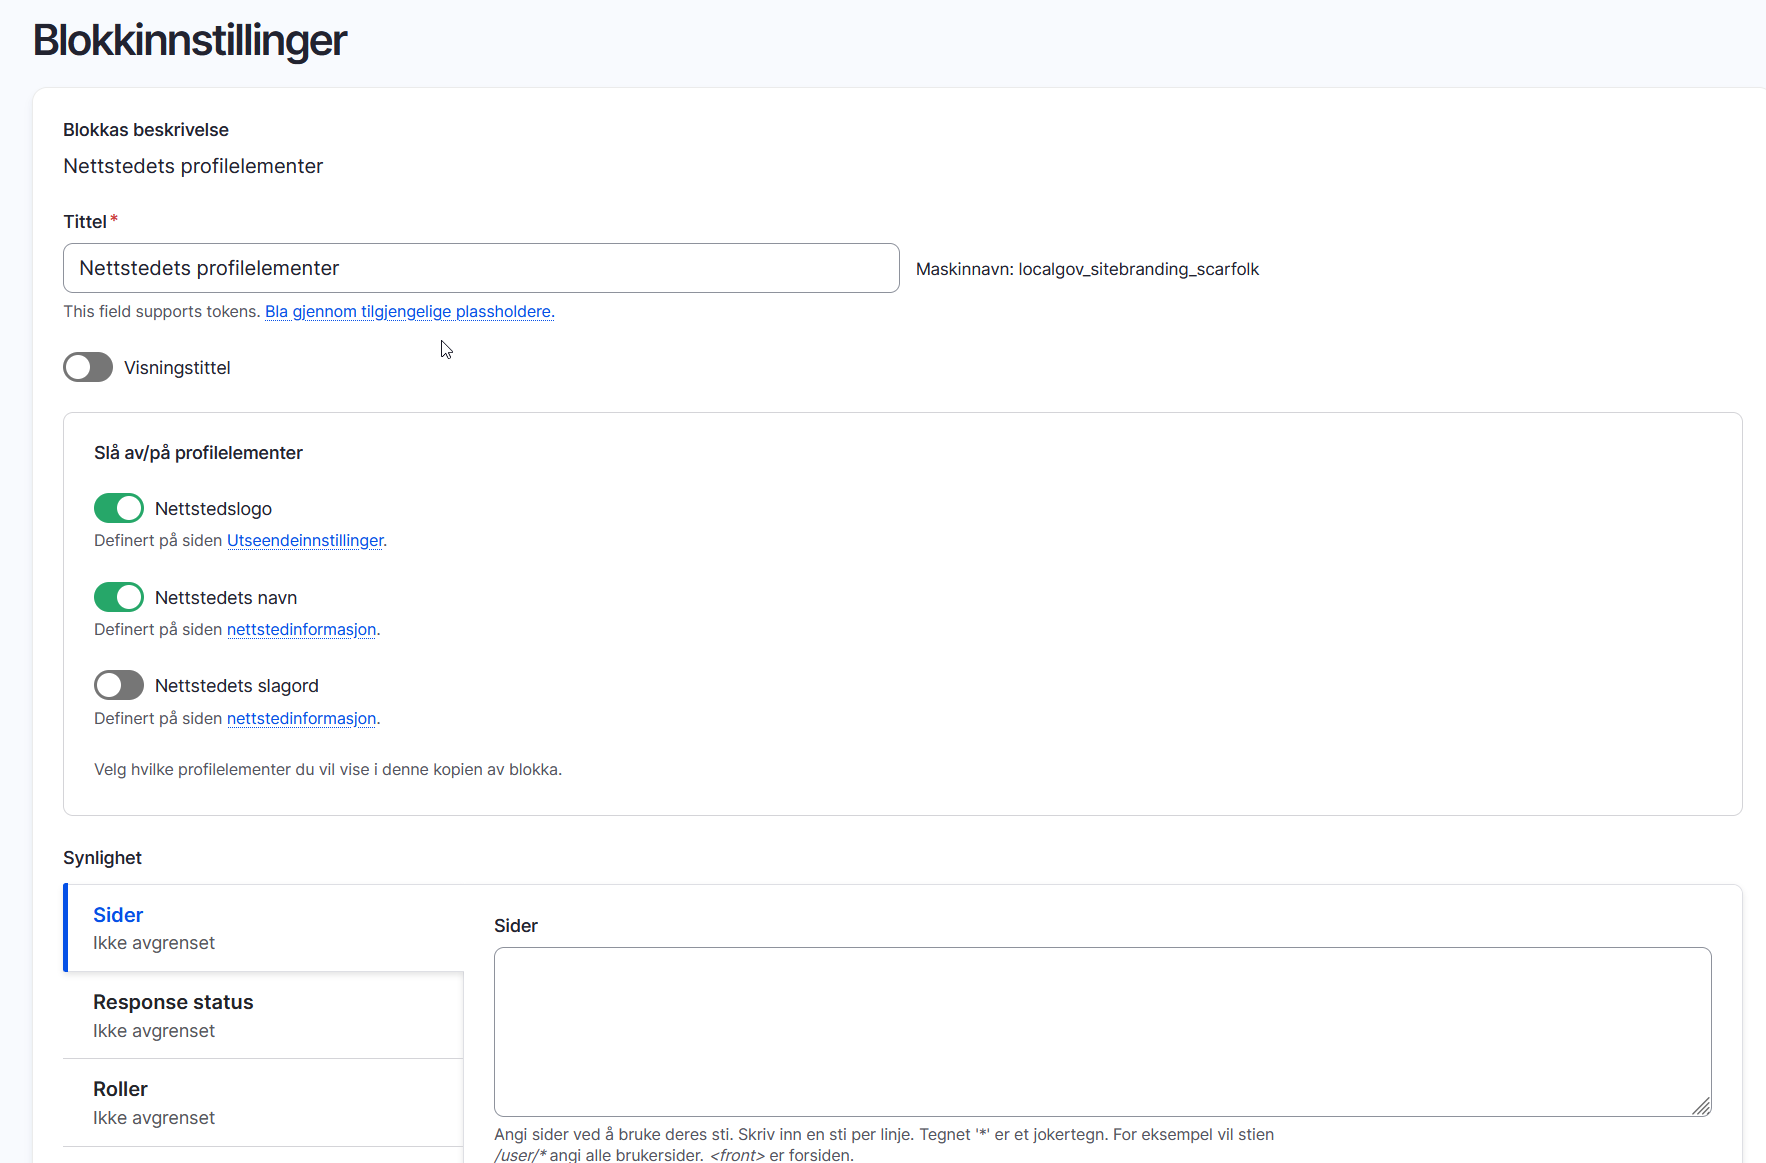 Blokkinnstillinger
Blokkas beskrivelse
Nettstedets profilelementer
Tittel*
Nettstedets profilelementer
Maskinnavn: localgov_sitebranding_scarfolk
This field supports tokens. Bla gjennom tilgjengelige plassholdere.
Visningstittel
Slå av/på profilelementer
Nettstedslogo
Definert på siden Utseendeinnstillinger.
Nettstedets navn
Definert på siden nettstedinformasjon.
Nettstedets slagord
Definert på siden nettstedinformasjon.
Velg hvilke profilelementer du vil vise i denne kopien av blokka.
Synlighet
Sider
Ikke avgrenset
Response status
Ikke avgrenset
Roller
Ikke avgrenset
Sider
Angi sider ved å bruke deres sti. Skriv inn en sti per linje. Tegnet '*' er et jokertegn. For eksempel vil stien
/user/* angi alle brukersider. <front> er forsiden.